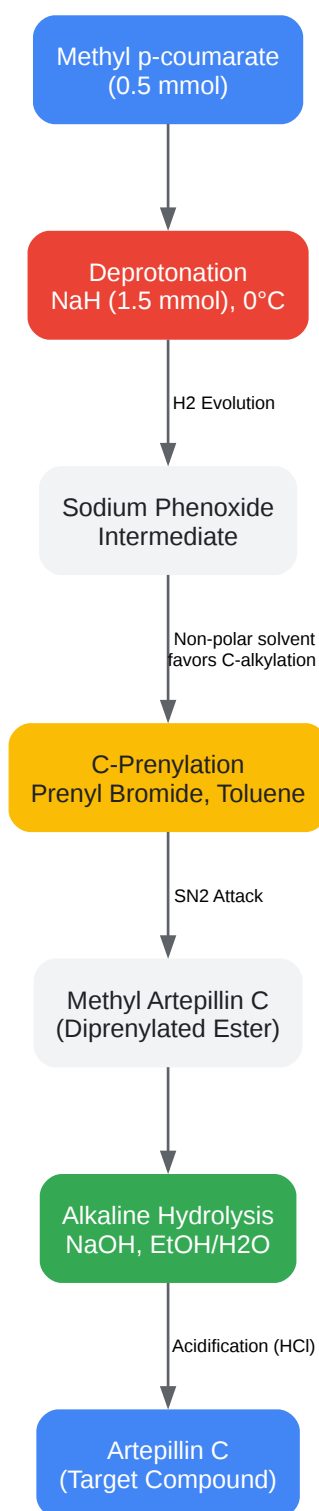 Methyl p-coumarate
(0.5 mmol)
Deprotonation
NaH (1.5 mmol), 0°C
H2 Evolution
Sodium Phenoxide
Intermediate
Non-polar solvent
favors C-alkylation
C-Prenylation
Prenyl Bromide, Toluene
SN2 Attack
Methyl Artepillin C
(Diprenylated Ester)
Alkaline Hydrolysis
NaOH, EtOH/H2O
Acidification (HCl)
Artepillin C
(Target Compound)